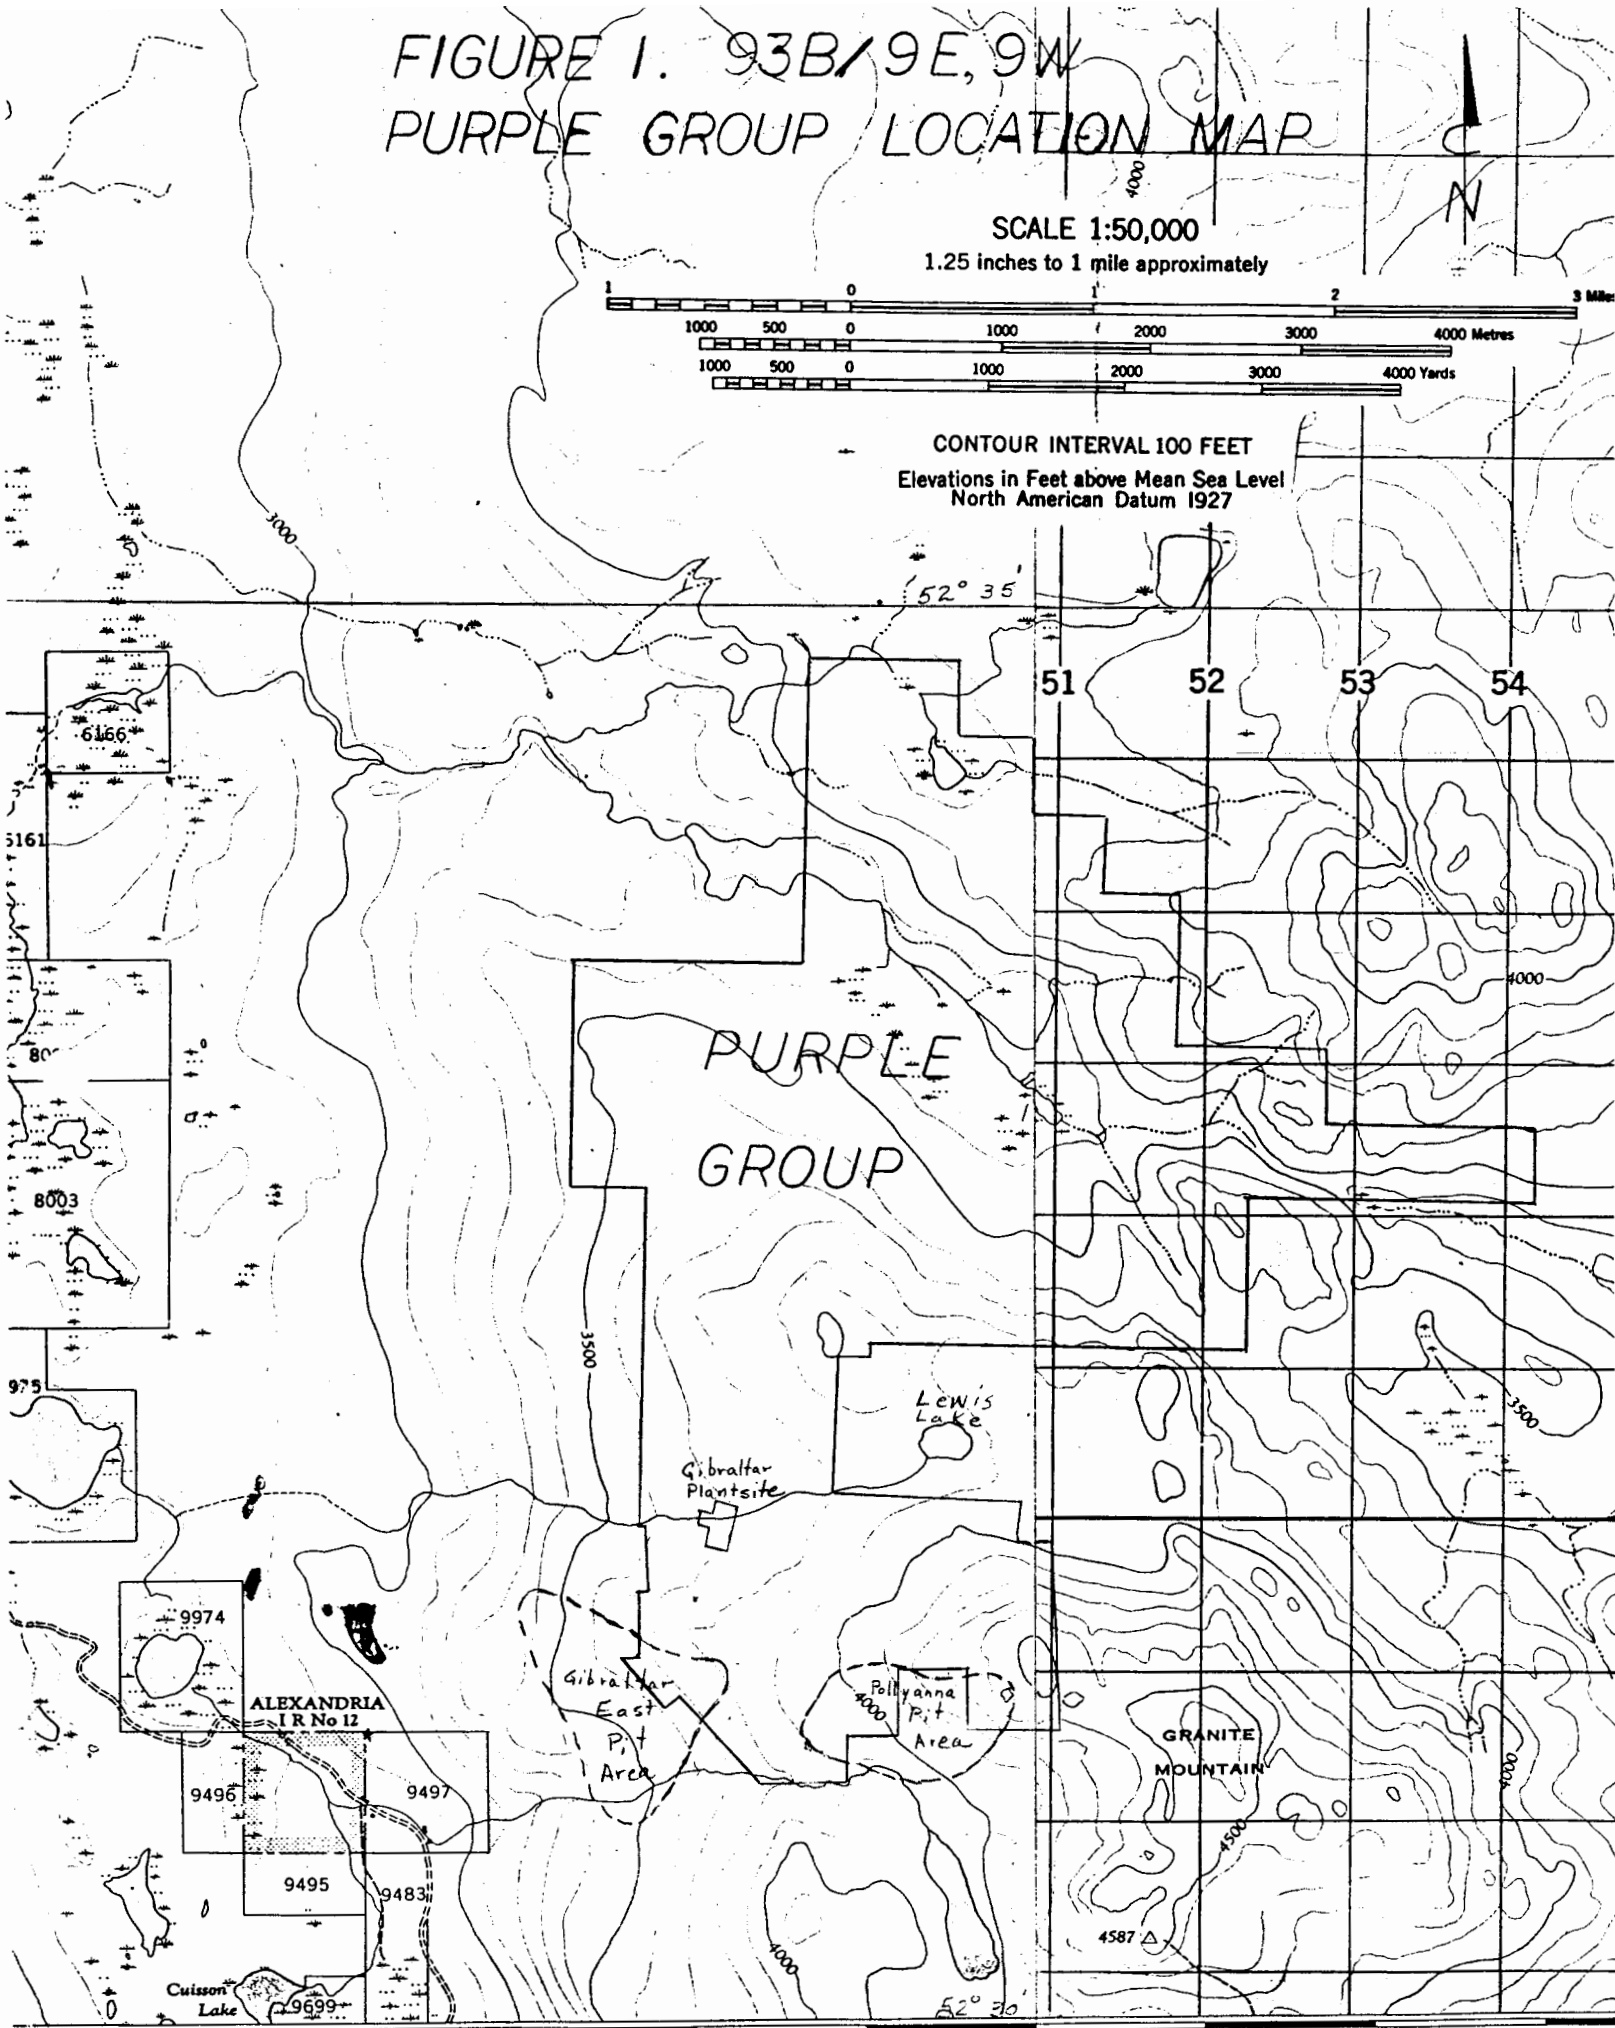 FIGURE 1. 93B/9E, 9W
PURPLE GROUP LOCATION MAP
4000
N
SCALE 1:50,000
1.25 inches to 1 mile approximately
1 0 1 2 3 Miles
1000 500 0 1000 2000 3000 4000 Metres
1000 500 0 1000 2000 3000 4000 Yards
CONTOUR INTERVAL 100 FEET
Elevations in Feet above Mean Sea Level
North American Datum 1927
3000
52° 35'
51 52 53 54
6166
5161
4000
PURPLE
GROUP
8003
3500
975
Lewis
Lake
3500
Gibraltar
Plantsite
9974
ALEXANDRIA
I R No 12
Gibraltar
East
Pit
Area
4000
Pollyanna
Pit
Area
GRANITE
MOUNTAIN
4000
9496
9497
4500
9495
9483
4587
4000
Cuisson
Lake
9699
52° 30'